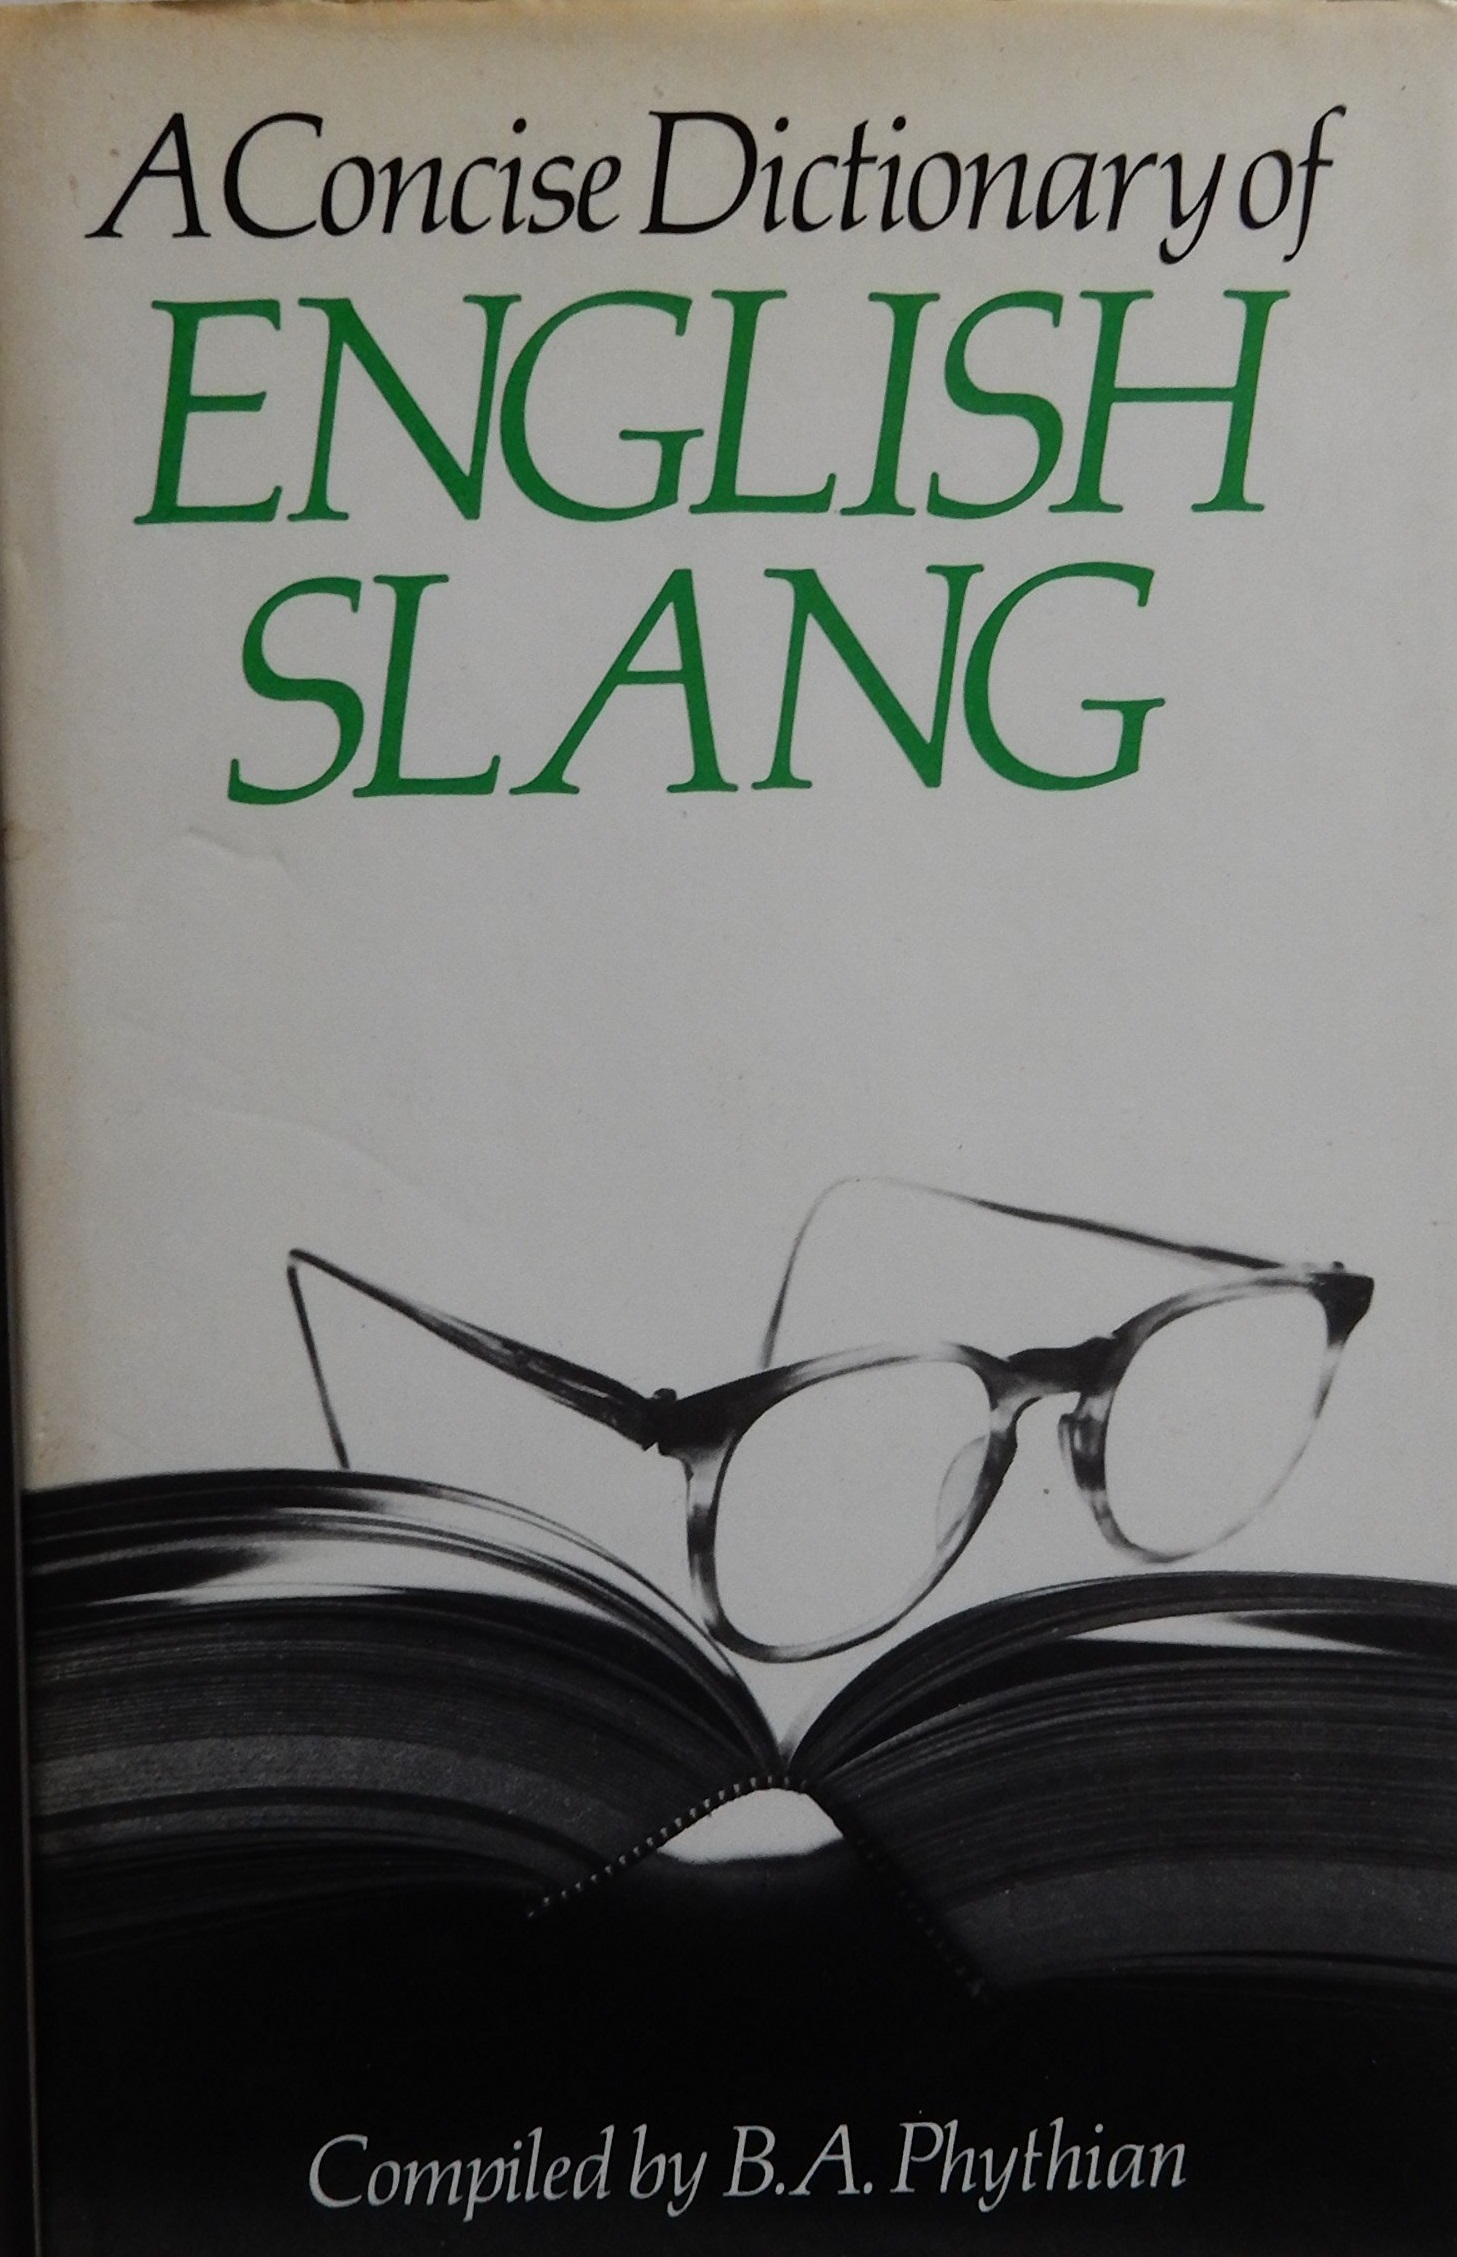 A Concise Dictionary of
ENGLISH
SLANG
Compiled by B.A. Phythian